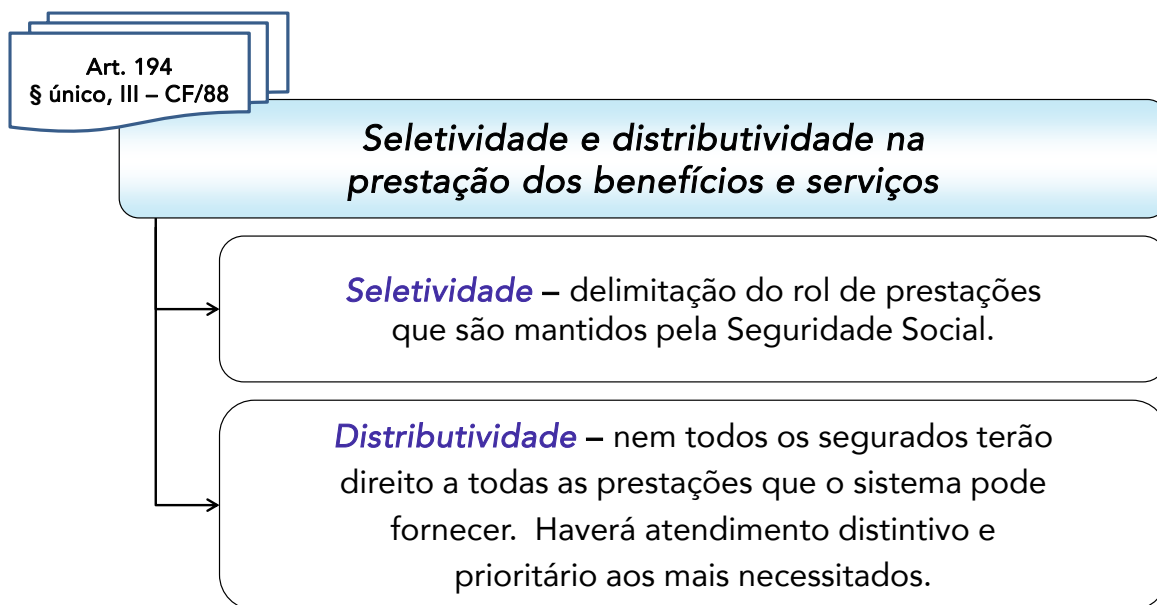 Art. 194
§ único, III – CF/88
Seletividade e distributividade na
prestação dos benefícios e serviços
Seletividade – delimitação do rol de prestações
que são mantidos pela Seguridade Social.
Distributividade – nem todos os segurados terão
direito a todas as prestações que o sistema pode
fornecer.  Haverá atendimento distintivo e
prioritário aos mais necessitados.